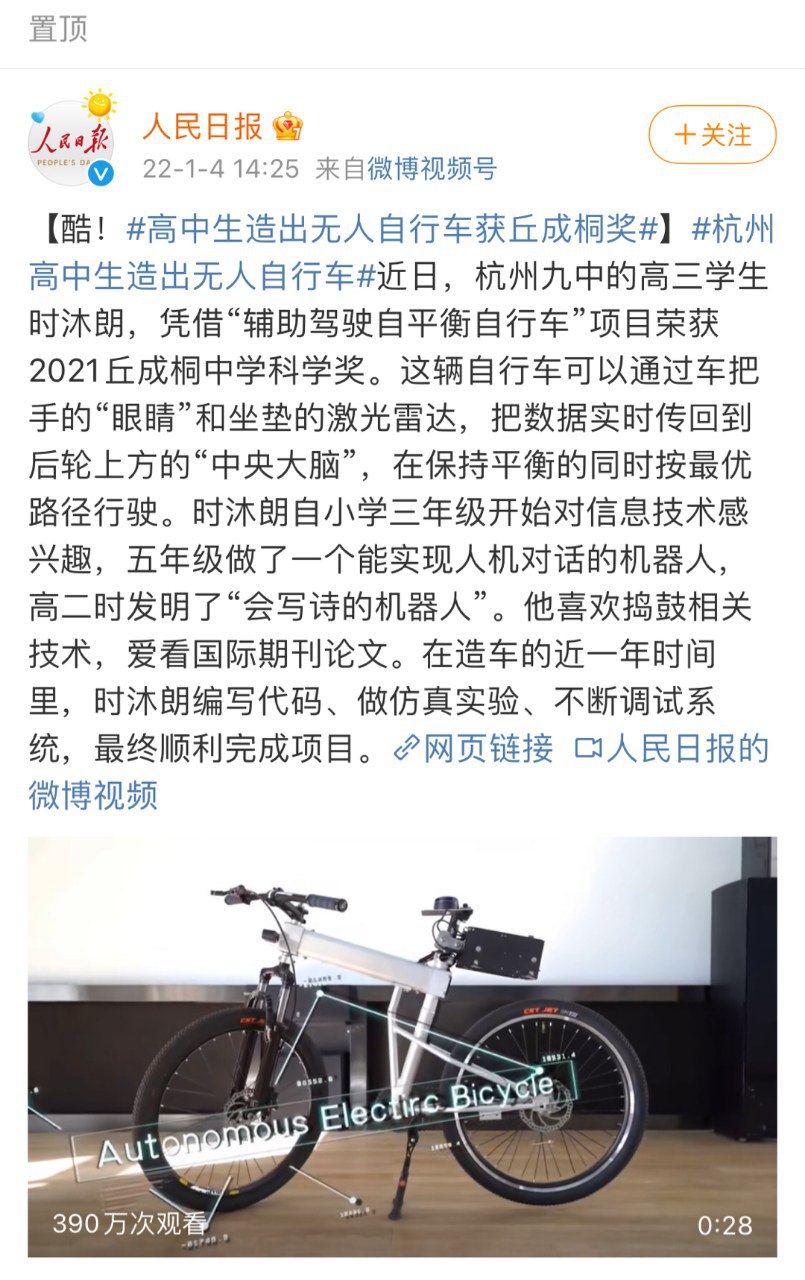 置顶
人民日报
PEOPLE'S DA
人民日报
22-1-4 14:25 来自微博视频号
+关注
【酷！#高中生造出无人自行车获丘成桐奖#】#杭州
高中生造出无人自行车#近日，杭州九中的高三学生
时沐朗，凭借“辅助驾驶自平衡自行车”项目荣获
2021丘成桐中学科学奖。这辆自行车可以通过车把
手的“眼睛”和坐垫的激光雷达，把数据实时传回到
后轮上方的“中央大脑”，在保持平衡的同时按最优
路径行驶。时沐朗自小学三年级开始对信息技术感
兴趣，五年级做了一个能实现人机对话的机器人，
高二时发明了“会写诗的机器人”。他喜欢捣鼓相关
技术，爱看国际期刊论文。在造车的近一年时间
里，时沐朗编写代码、做仿真实验、不断调试系
统，最终顺利完成项目。网页链接 人民日报的
微博视频
CST JET
Autonomous Electirc Bicycle
390万次观看
0:28